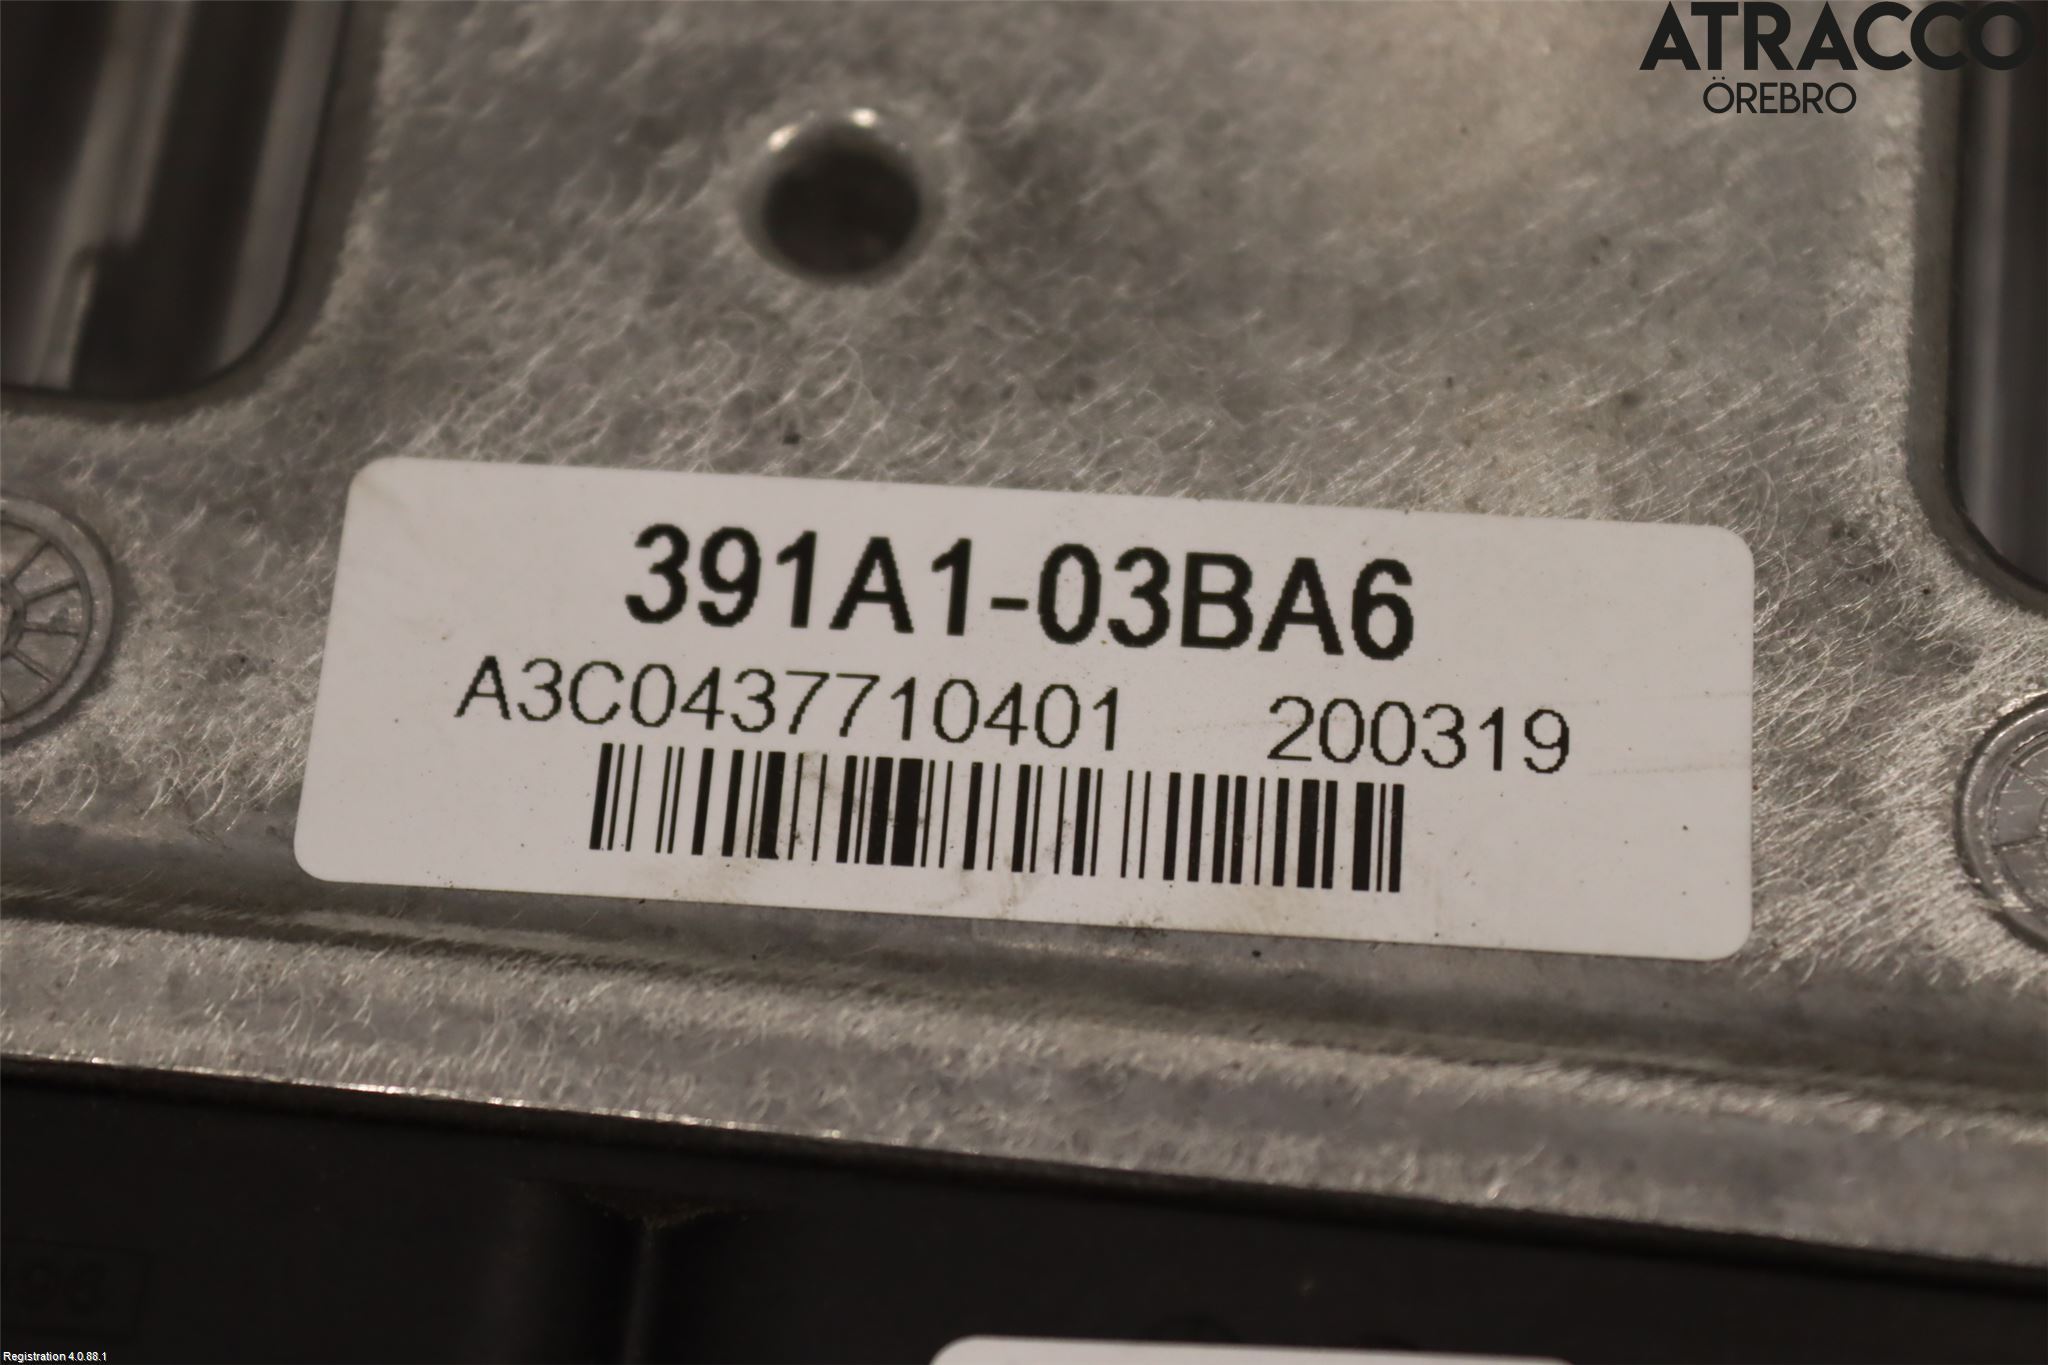 ATRACCO
ÖREBRO
391A1-03BA6
A3C0437710401 200319
Registration 4.0.88.1